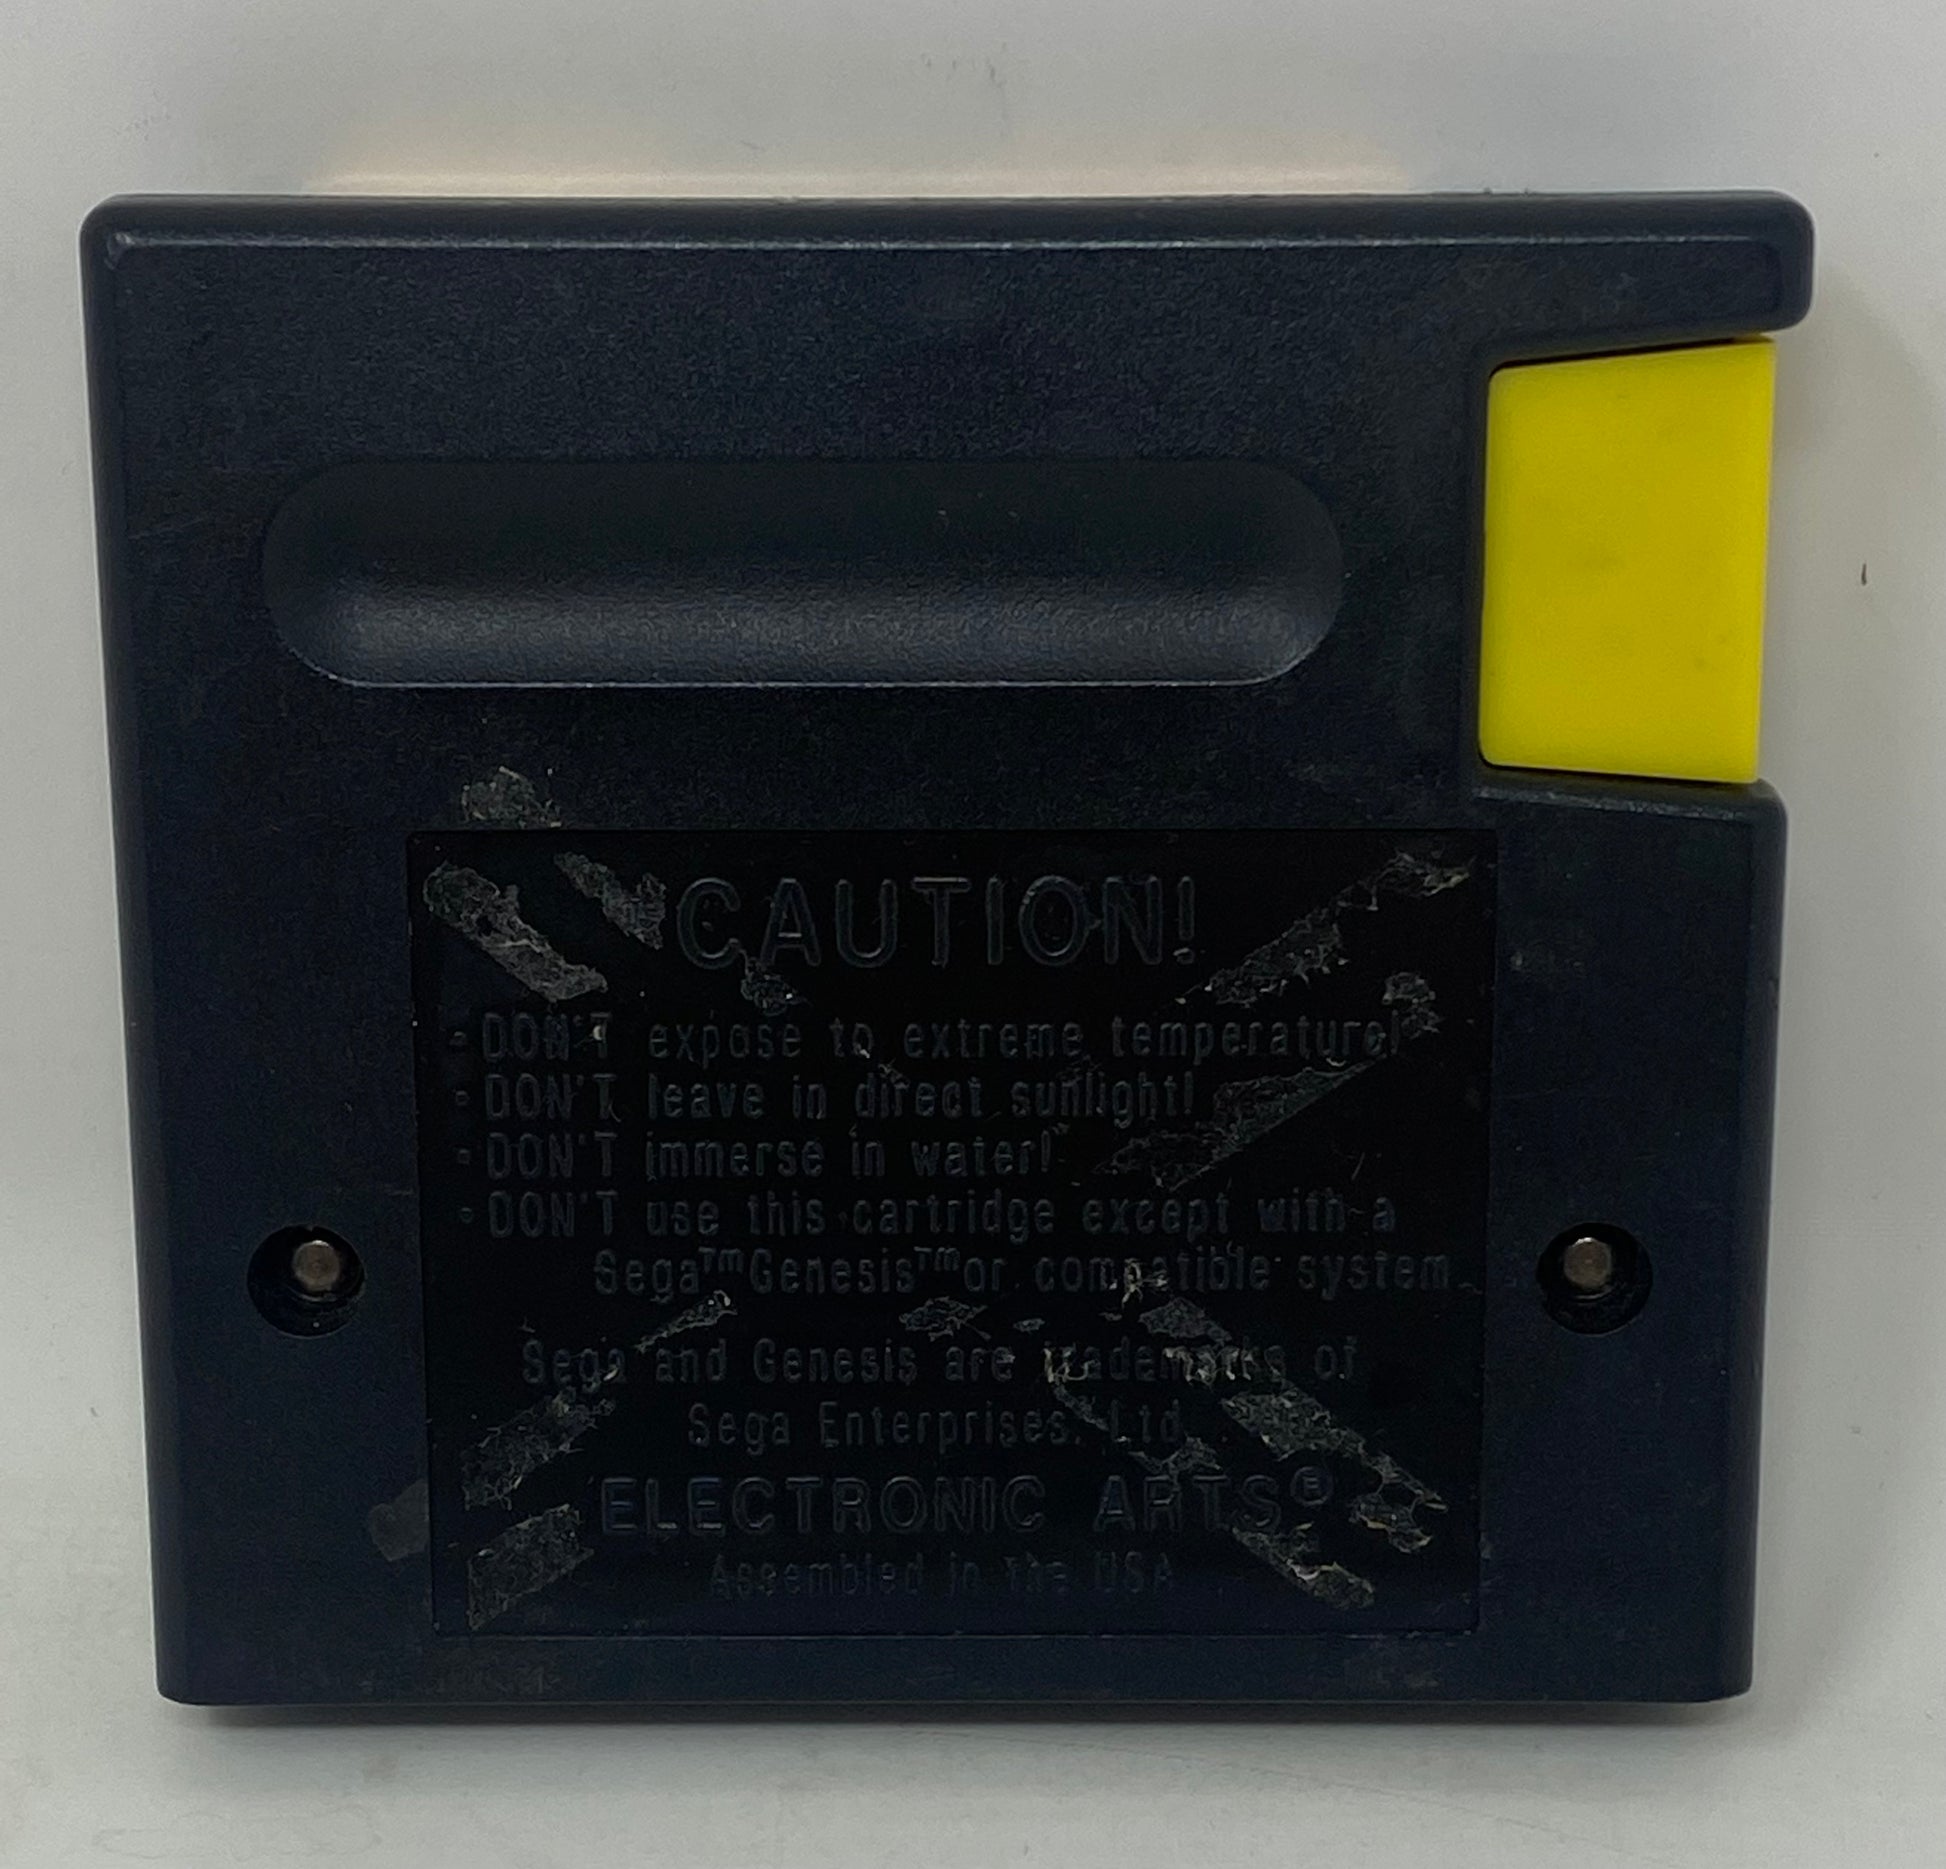 CAUTION!
• DON'T expose to extreme temperature!
• DON'T leave in direct sunlight!
• DON'T immerse in water!
• DON'T use this cartridge except with a
Sega™ Genesis™ or compatible system
Sega and Genesis are trademarks of
Sega Enterprises, Ltd.
ELECTRONIC ARTS®
Assembled in the USA